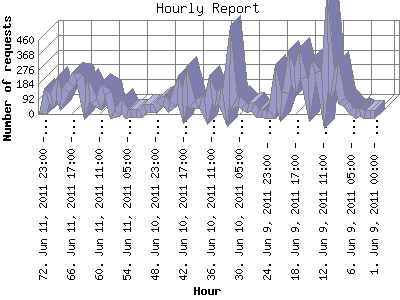 Hourly Report
Number of requests
460
368
276
184
92
0
72. Jun 11, 2011 23:00 - ...
66. Jun 11, 2011 17:00 - ...
60. Jun 11, 2011 11:00 - ...
54. Jun 11, 2011 05:00 - ...
48. Jun 10, 2011 23:00 - ...
42. Jun 10, 2011 17:00 - ...
36. Jun 10, 2011 11:00 - ...
30. Jun 10, 2011 05:00 - ...
24. Jun 9, 2011 23:00 - ...
18. Jun 9, 2011 17:00 - ...
12. Jun 9, 2011 11:00 - ...
6. Jun 9, 2011 05:00 - ...
1. Jun 9, 2011 00:00 - ...
Hour